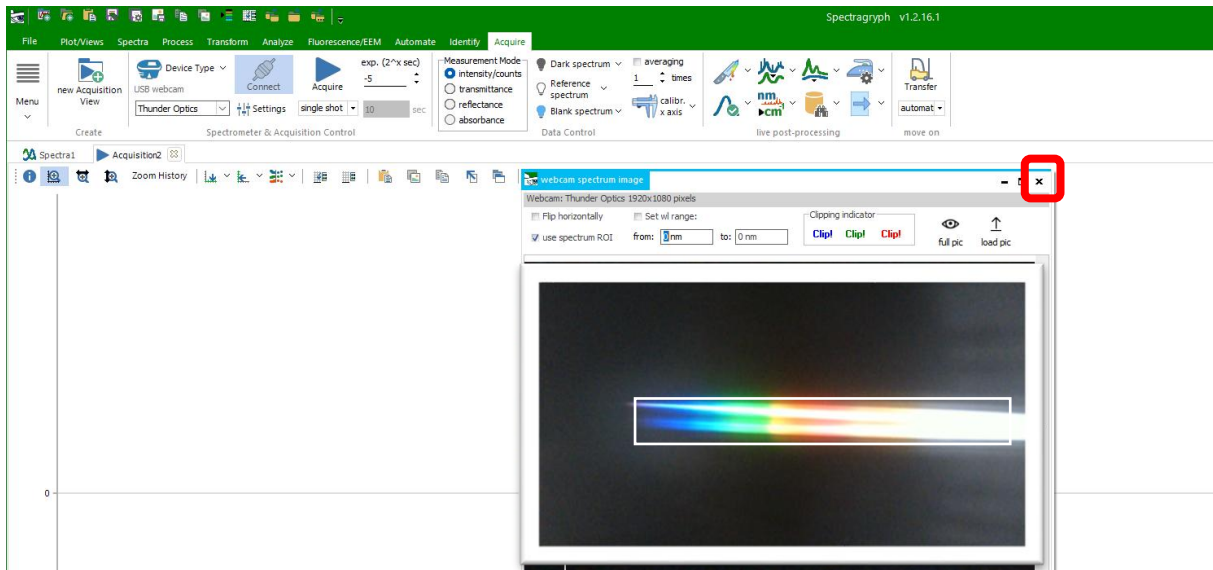 Spectragryph v1.2.16.1
File Plot/Views Spectra Process Transform Analyze Fluorescence/EEM Automate Identify Acquire
Menu
new Acquisition View
Create
Device Type
USB webcam
Thunder Optics
Connect
Settings
Acquire
single shot
exp. (2^x sec)
-5
10 sec
Spectrometer & Acquisition Control
Measurement Mode
intensity/counts
transmittance
reflectance
absorbance
Dark spectrum
Reference spectrum
Blank spectrum
averaging
1 times
calibr. x axis
Data Control
nm
▸cm
live post-processing
Transfer
automat
move on
Spectra1 Acquisition2
Zoom History
webcam spectrum image
Webcam: Thunder Optics 1920x1080 pixels
Flip horizontally Set wl range:
use spectrum ROI from: 0 nm to: 0 nm
Clipping indicator
Clip! Clip! Clip!
full pic load pic
0